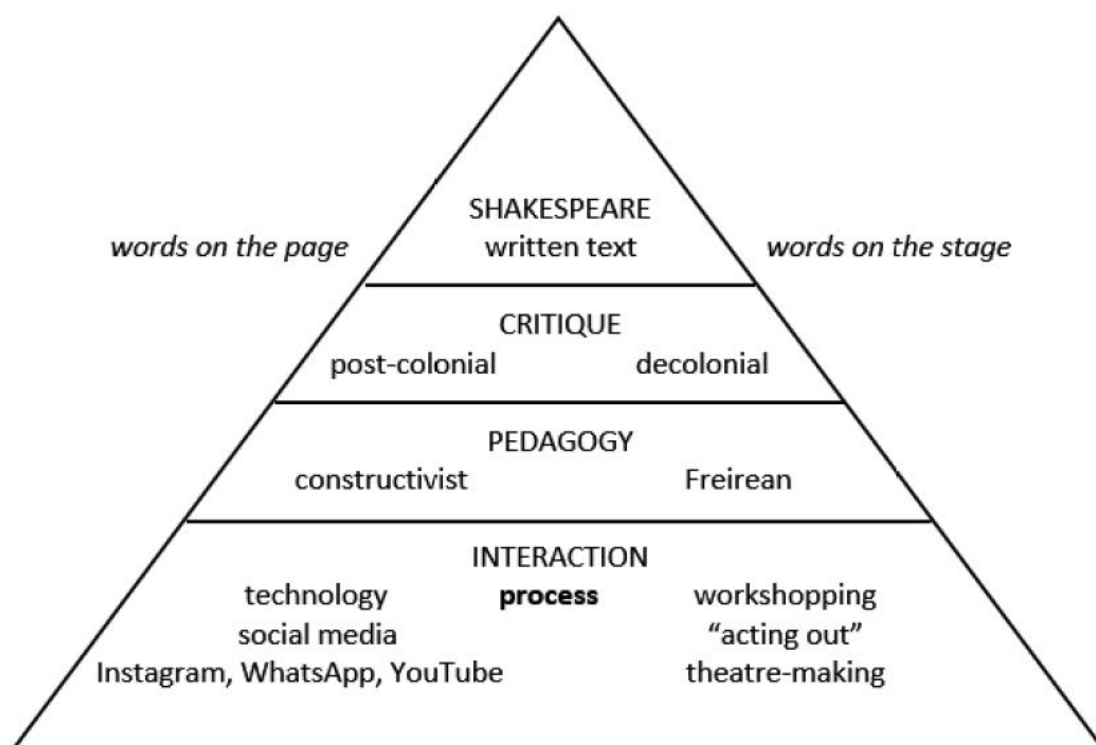 SHAKESPEARE
words on the page written text words on the stage
CRITIQUE
post-colonial decolonial
PEDAGOGY
constructivist Freirean
INTERACTION
technology process workshopping
social media “acting out”
Instagram, WhatsApp, YouTube theatre-making